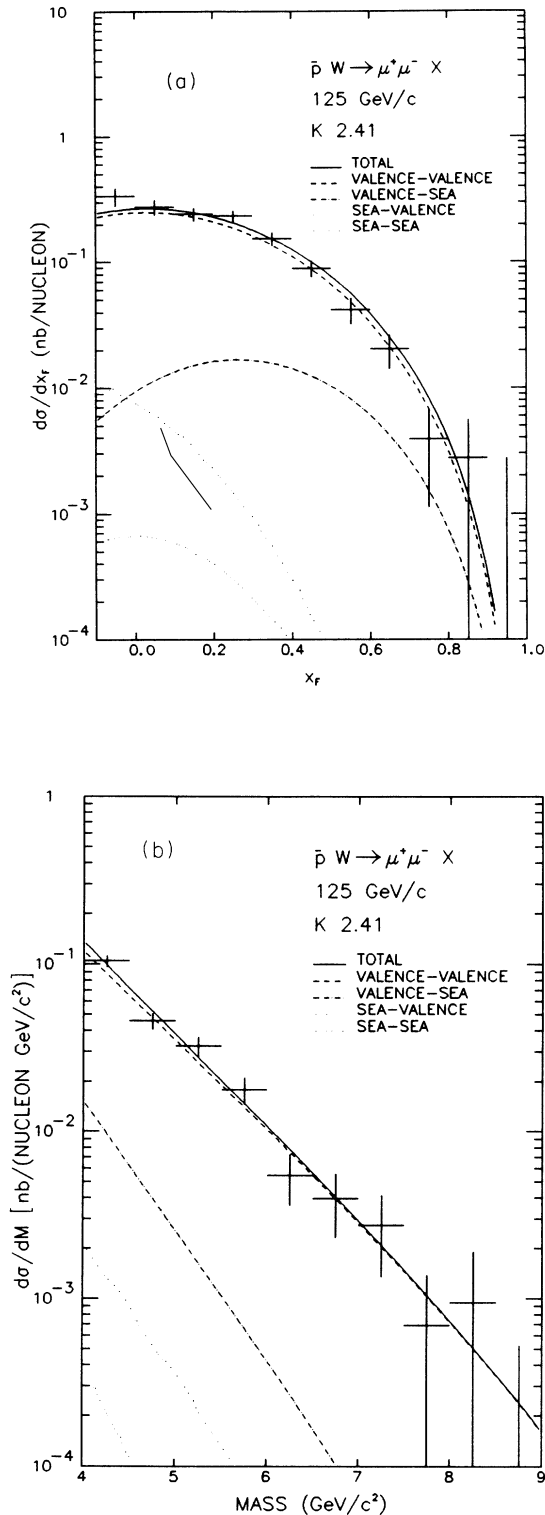 10
(a)
p̄ W → μ⁺μ⁻ X
125 GeV/c
K 2.41
1
TOTAL
VALENCE–VALENCE
VALENCE–SEA
SEA–VALENCE
SEA–SEA
10⁻¹
10⁻²
10⁻³
10⁻⁴
dσ/dx_F (nb/NUCLEON)
0.0 0.2 0.4 0.6 0.8 1.0
x_F
1
(b)
p̄ W → μ⁺μ⁻ X
125 GeV/c
K 2.41
10⁻¹
TOTAL
VALENCE–VALENCE
VALENCE–SEA
SEA–VALENCE
SEA–SEA
10⁻²
10⁻³
10⁻⁴
dσ/dM [nb/(NUCLEON GeV/c²)]
4 5 6 7 8 9
MASS (GeV/c²)